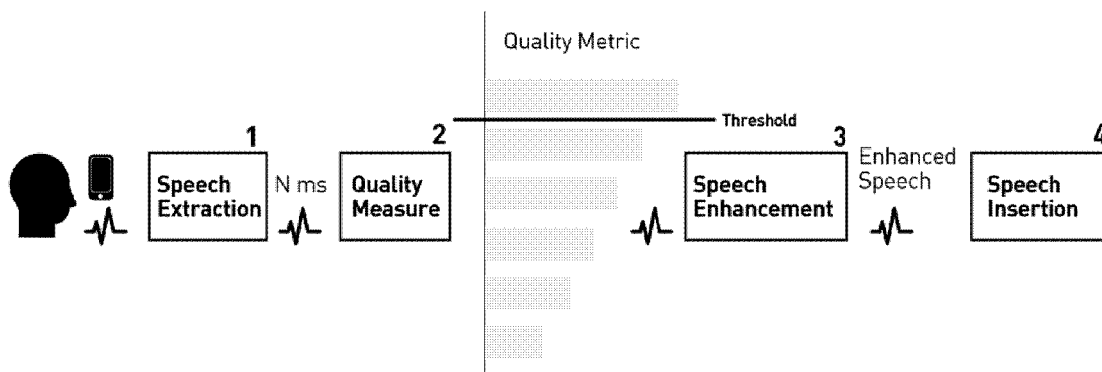 Quality Metric
Threshold
1
2
3
4
Speech
Extraction
N ms
Quality
Measure
Speech
Enhancement
Enhanced
Speech
Speech
Insertion